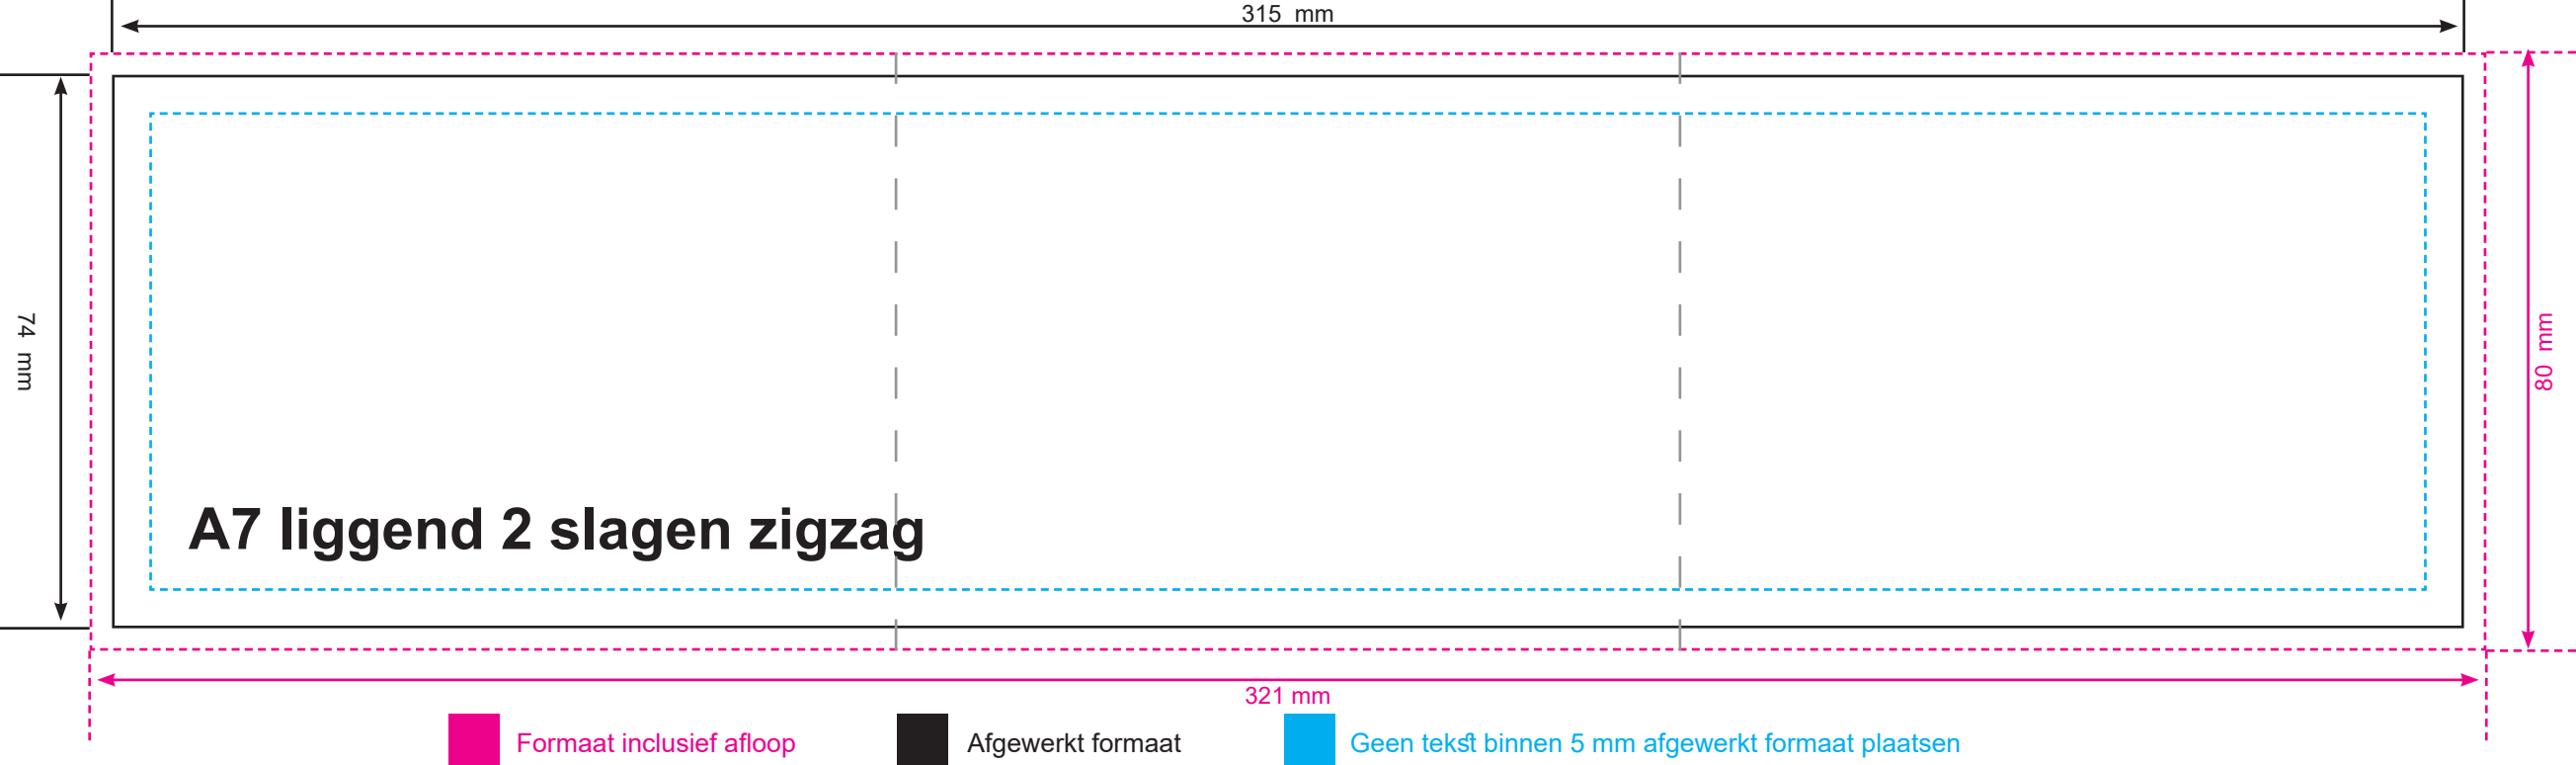 315 mm
74 mm
80 mm
A7 liggend 2 slagen zigzag
321 mm
Formaat inclusief afloop
Afgewerkt formaat
Geen tekst binnen 5 mm afgewerkt formaat plaatsen